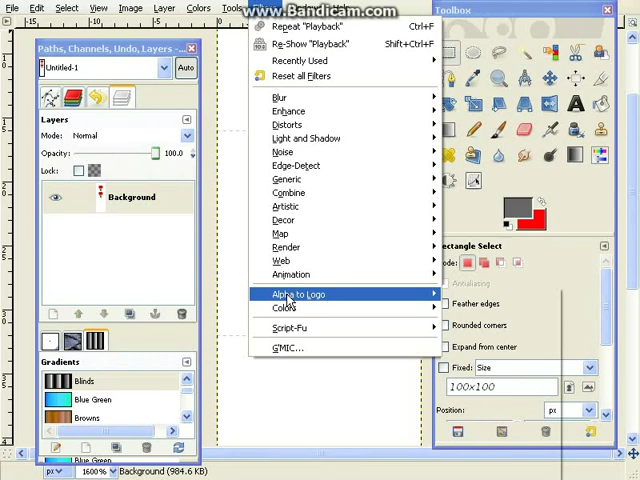 File
Edit
Select
View
Image
Layer
Colors
www.Bandicam.com
Paths, Channels, Undo, Layers -...
Untitled-1
Auto
Layers
Mode: Normal
Opacity: 100.0
Lock:
Background
Gradients
Blinds
Blue Green
Browns
Blue Green
px
1600%
Background (984.6 KB)
Repeat "Playback" Ctrl+F
Re-Show "Playback" Shift+Ctrl+F
Recently Used
Reset all Filters
Blur
Enhance
Distorts
Light and Shadow
Noise
Edge-Detect
Generic
Combine
Artistic
Decor
Map
Render
Web
Animation
Alpha to Logo
Colors
Script-Fu
G'MIC...
Toolbox
Rectangle Select
Mode:
Antialiasing
Feather edges
Rounded corners
Expand from center
Fixed: Size
100x100
Position: px